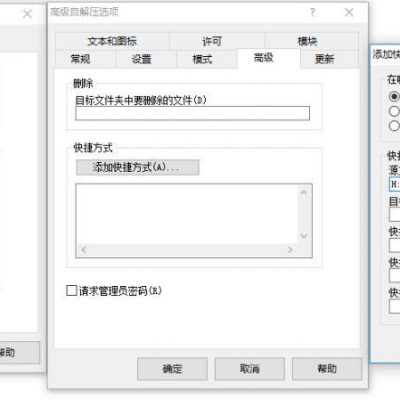 高级自解压选项
文本和图标 许可 模块
常规 设置 模式 高级 更新
删除
目标文件夹中要删除的文件(D)
快捷方式
添加快捷方式(A)...
请求管理员密码(R)
确定 取消 帮助
帮助
添加快
在
快捷
源
H:
目
快
快
快